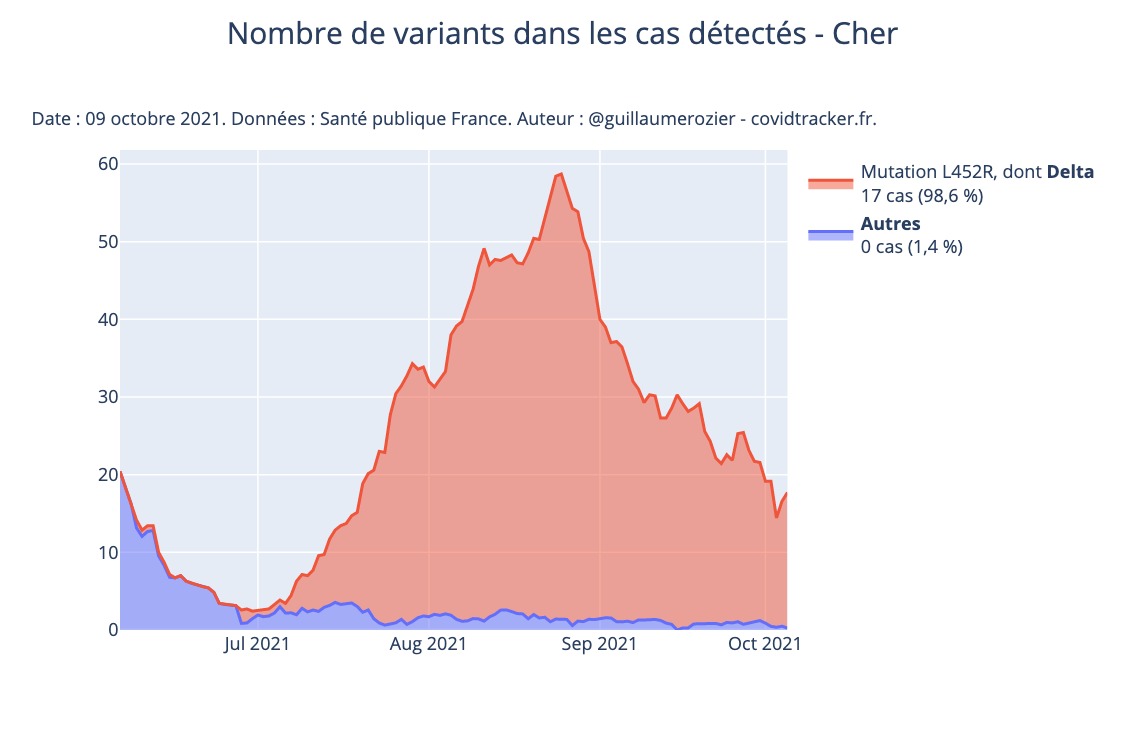 Nombre de variants dans les cas détectés - Cher
Date : 09 octobre 2021. Données : Santé publique France. Auteur : @guillaumerozier - covidtracker.fr.
60
50
40
30
20
10
0
Jul 2021
Aug 2021
Sep 2021
Oct 2021
Mutation L452R, dont Delta
17 cas (98,6 %)
Autres
0 cas (1,4 %)